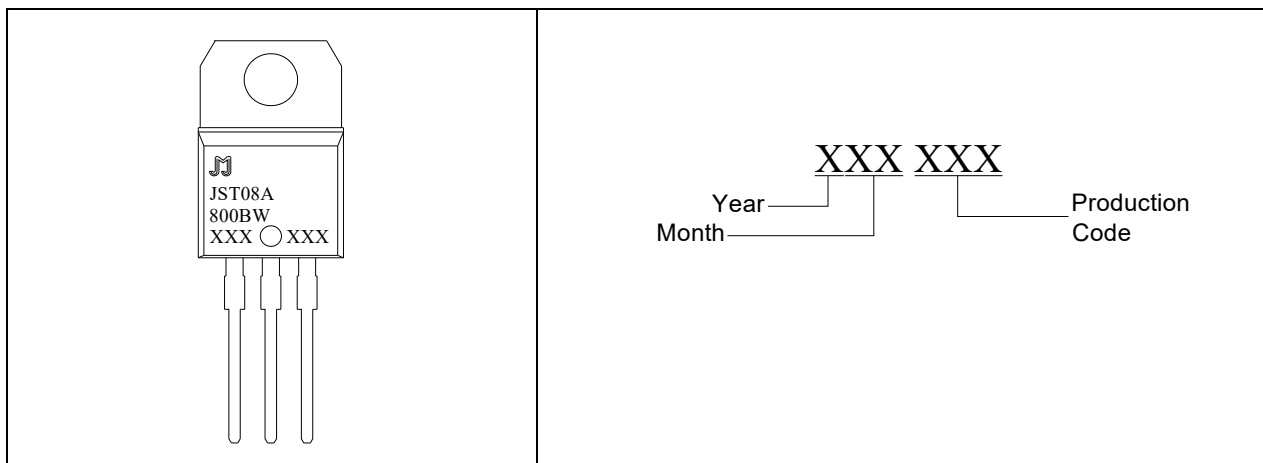 JST08A
800BW
XXX XXX
XXX XXX
Year
Month
Production
Code